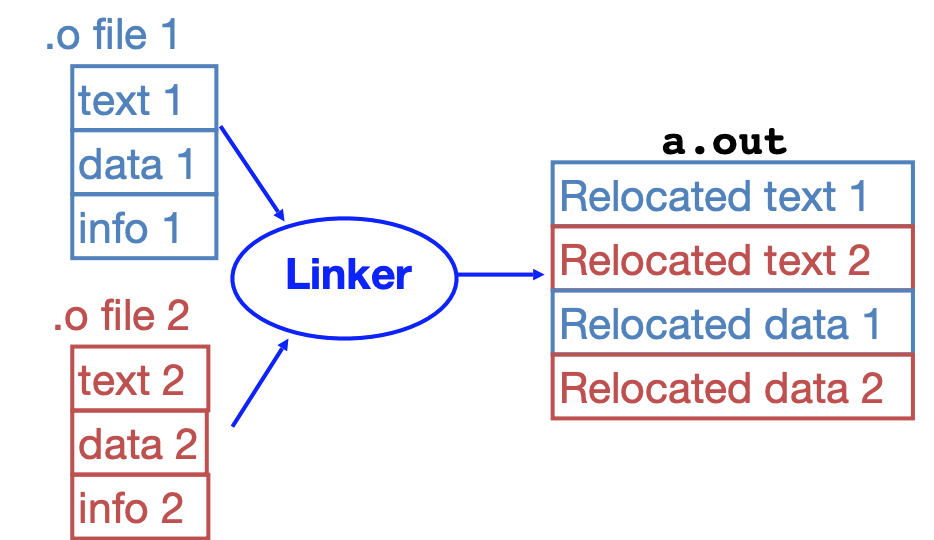 .o file 1
text 1
data 1
info 1
.o file 2
text 2
data 2
info 2
Linker
a.out
Relocated text 1
Relocated text 2
Relocated data 1
Relocated data 2